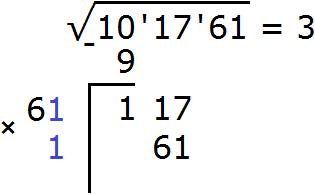 √10'17'61 = 3
- 9
× 61 1 17
1 61